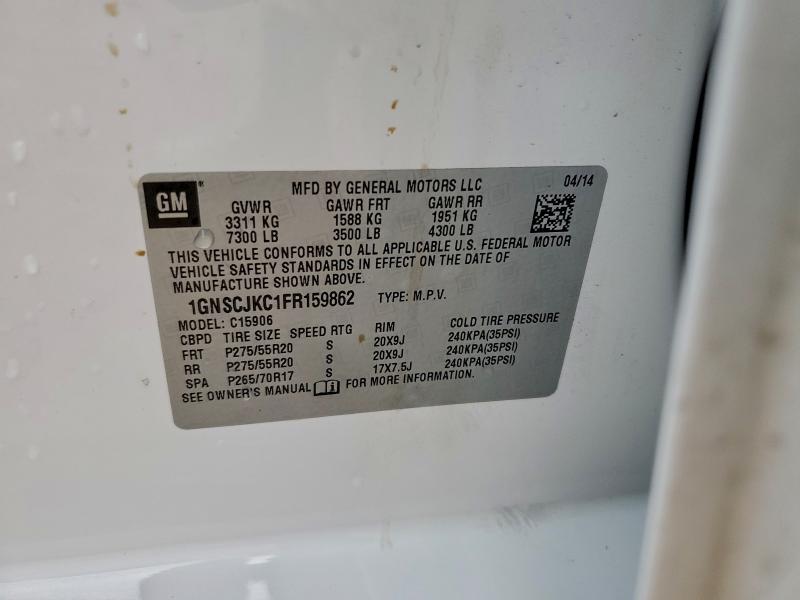 GM ®
MFD BY GENERAL MOTORS LLC 04/14
GVWR GAWR FRT GAWR RR
3311 KG 1588 KG 1951 KG
7300 LB 3500 LB 4300 LB
THIS VEHICLE CONFORMS TO ALL APPLICABLE U.S. FEDERAL MOTOR
VEHICLE SAFETY STANDARDS IN EFFECT ON THE DATE OF
MANUFACTURE SHOWN ABOVE.
1GNSCJKC1FR159862 TYPE: M.P.V.
MODEL: C15906
CBPD TIRE SIZE SPEED RTG RIM COLD TIRE PRESSURE
FRT P275/55R20 S 20X9J 240KPA(35PSI)
RR P275/55R20 S 20X9J 240KPA(35PSI)
SPA P265/70R17 S 17X7.5J 240KPA(35PSI)
SEE OWNER'S MANUAL i FOR MORE INFORMATION.